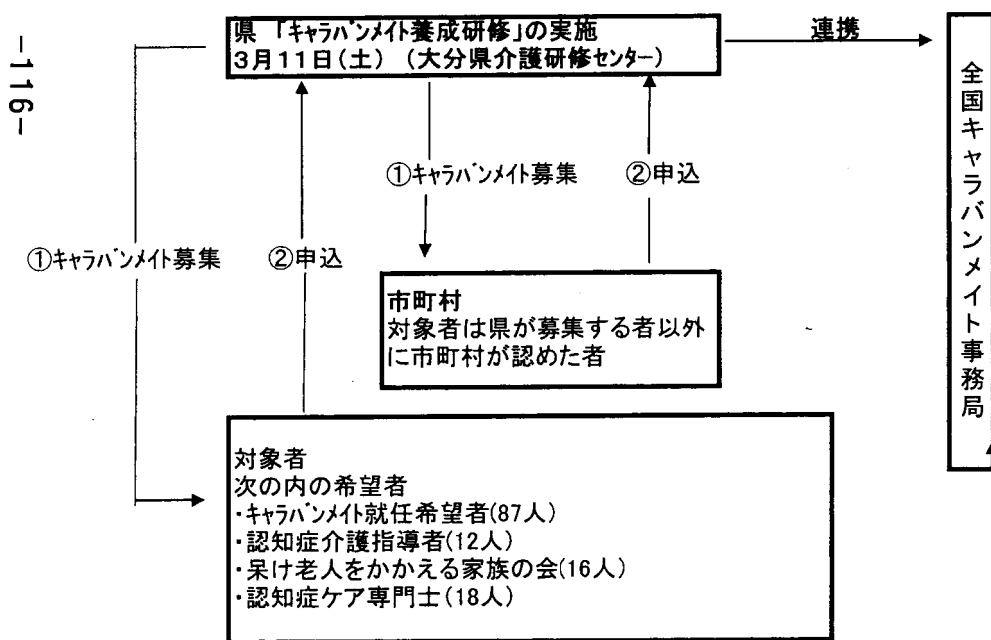 -116-
県 「キャラバンメイト養成研修」の実施
3月11日(土) (大分県介護研修センター)
連携
全国キャラバンメイト事務局
①キャラバンメイト募集
②申込
①キャラバンメイト募集
②申込
市町村
対象者は県が募集する者以外
に市町村が認めた者
対象者
次の内の希望者
・キャラバンメイト就任希望者(87人)
・認知症介護指導者(12人)
・呆け老人をかかえる家族の会(16人)
・認知症ケア専門士(18人)